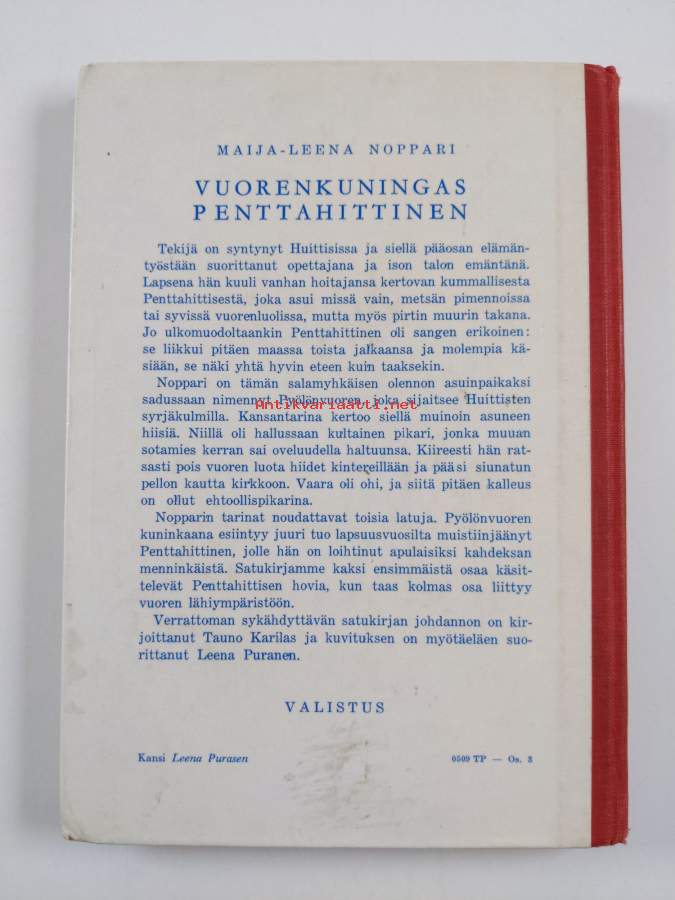 MAIJA-LEENA NOPPARI
VUORENKUNINGAS
PENTTAHITTINEN
Tekijä on syntynyt Huittisissa ja siellä pääosan elämän-
työstään suorittanut opettajana ja ison talon emäntänä.
Lapsena hän kuuli vanhan hoitajansa kertovan kummallisesta
Penttahittisestä, joka asui missä vain, metsän pimennoissa
tai syvissä vuorenluolissa, mutta myös pirtin muurin takana.
Jo ulkomuodoltaankin Penttahittinen oli sangen erikoinen:
se liikkui pitäen maassa toista jalkaansa ja molempia kä-
siään, se näki yhtä hyvin eteen kuin taaksekin.
Noppari on tämän salamyhkäisen olennon asuinpaikaksi
sadussaan nimennyt Pyölönvuoren, joka sijaitsee Huittisten
Antikvariaatti.net
syrjäkulmilla. Kansantarina kertoo siellä muinoin asuneen
hiisiä. Niillä oli hallussaan kultainen pikari, jonka muuan
sotamies kerran sai oveluudella haltuunsa. Kiireesti hän rat-
sasti pois vuoren luota hiidet kintereillään ja pääsi siunatun
pellon kautta kirkkoon. Vaara oli ohi, ja siitä pitäen kalleus
on ollut ehtoollispikarina.
Nopparin tarinat noudattavat toisia latuja. Pyölönvuoren
kuninkaana esiintyy juuri tuo lapsuusvuosilta muistiinjäänyt
Penttahittinen, jolle hän on loihtinut apulaisiksi kahdeksan
menninkäistä. Satukirjamme kaksi ensimmäistä osaa käsit-
televät Penttahittisen hovia, kun taas kolmas osa liittyy
vuoren lähiympäristöön.
Verrattoman sykähdyttävän satukirjan johdannon on kir-
joittanut Tauno Karilas ja kuvituksen on myötäeläen suo-
rittanut Leena Puranen.
VALISTUS
Kansi Leena Purasen
0509 TP — Os. 3